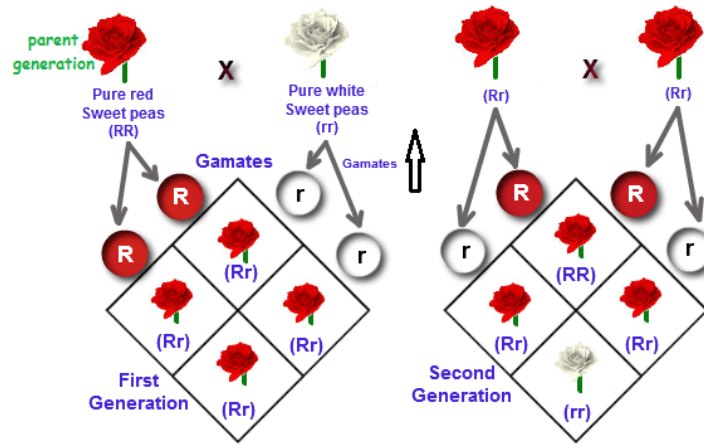 parent
generation
X
Pure red
Sweet peas
(RR)
Pure white
Sweet peas
(rr)
Gamates
Gamates
R
r
R
r
(Rr)
(Rr)
(Rr)
(Rr)
First
Generation
X
(Rr)
(Rr)
R
R
r
r
(RR)
(Rr)
(Rr)
(rr)
Second
Generation